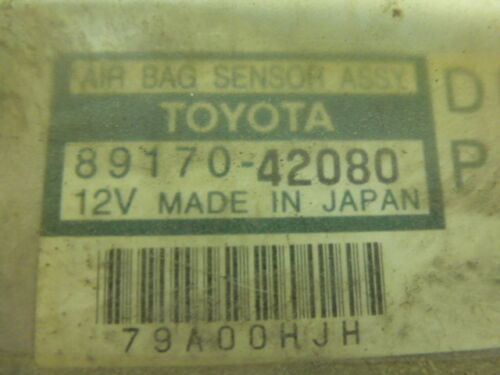 AIR BAG SENSOR ASSY
TOYOTA
89170-42080
12V MADE IN JAPAN
D
P
79A00HJH